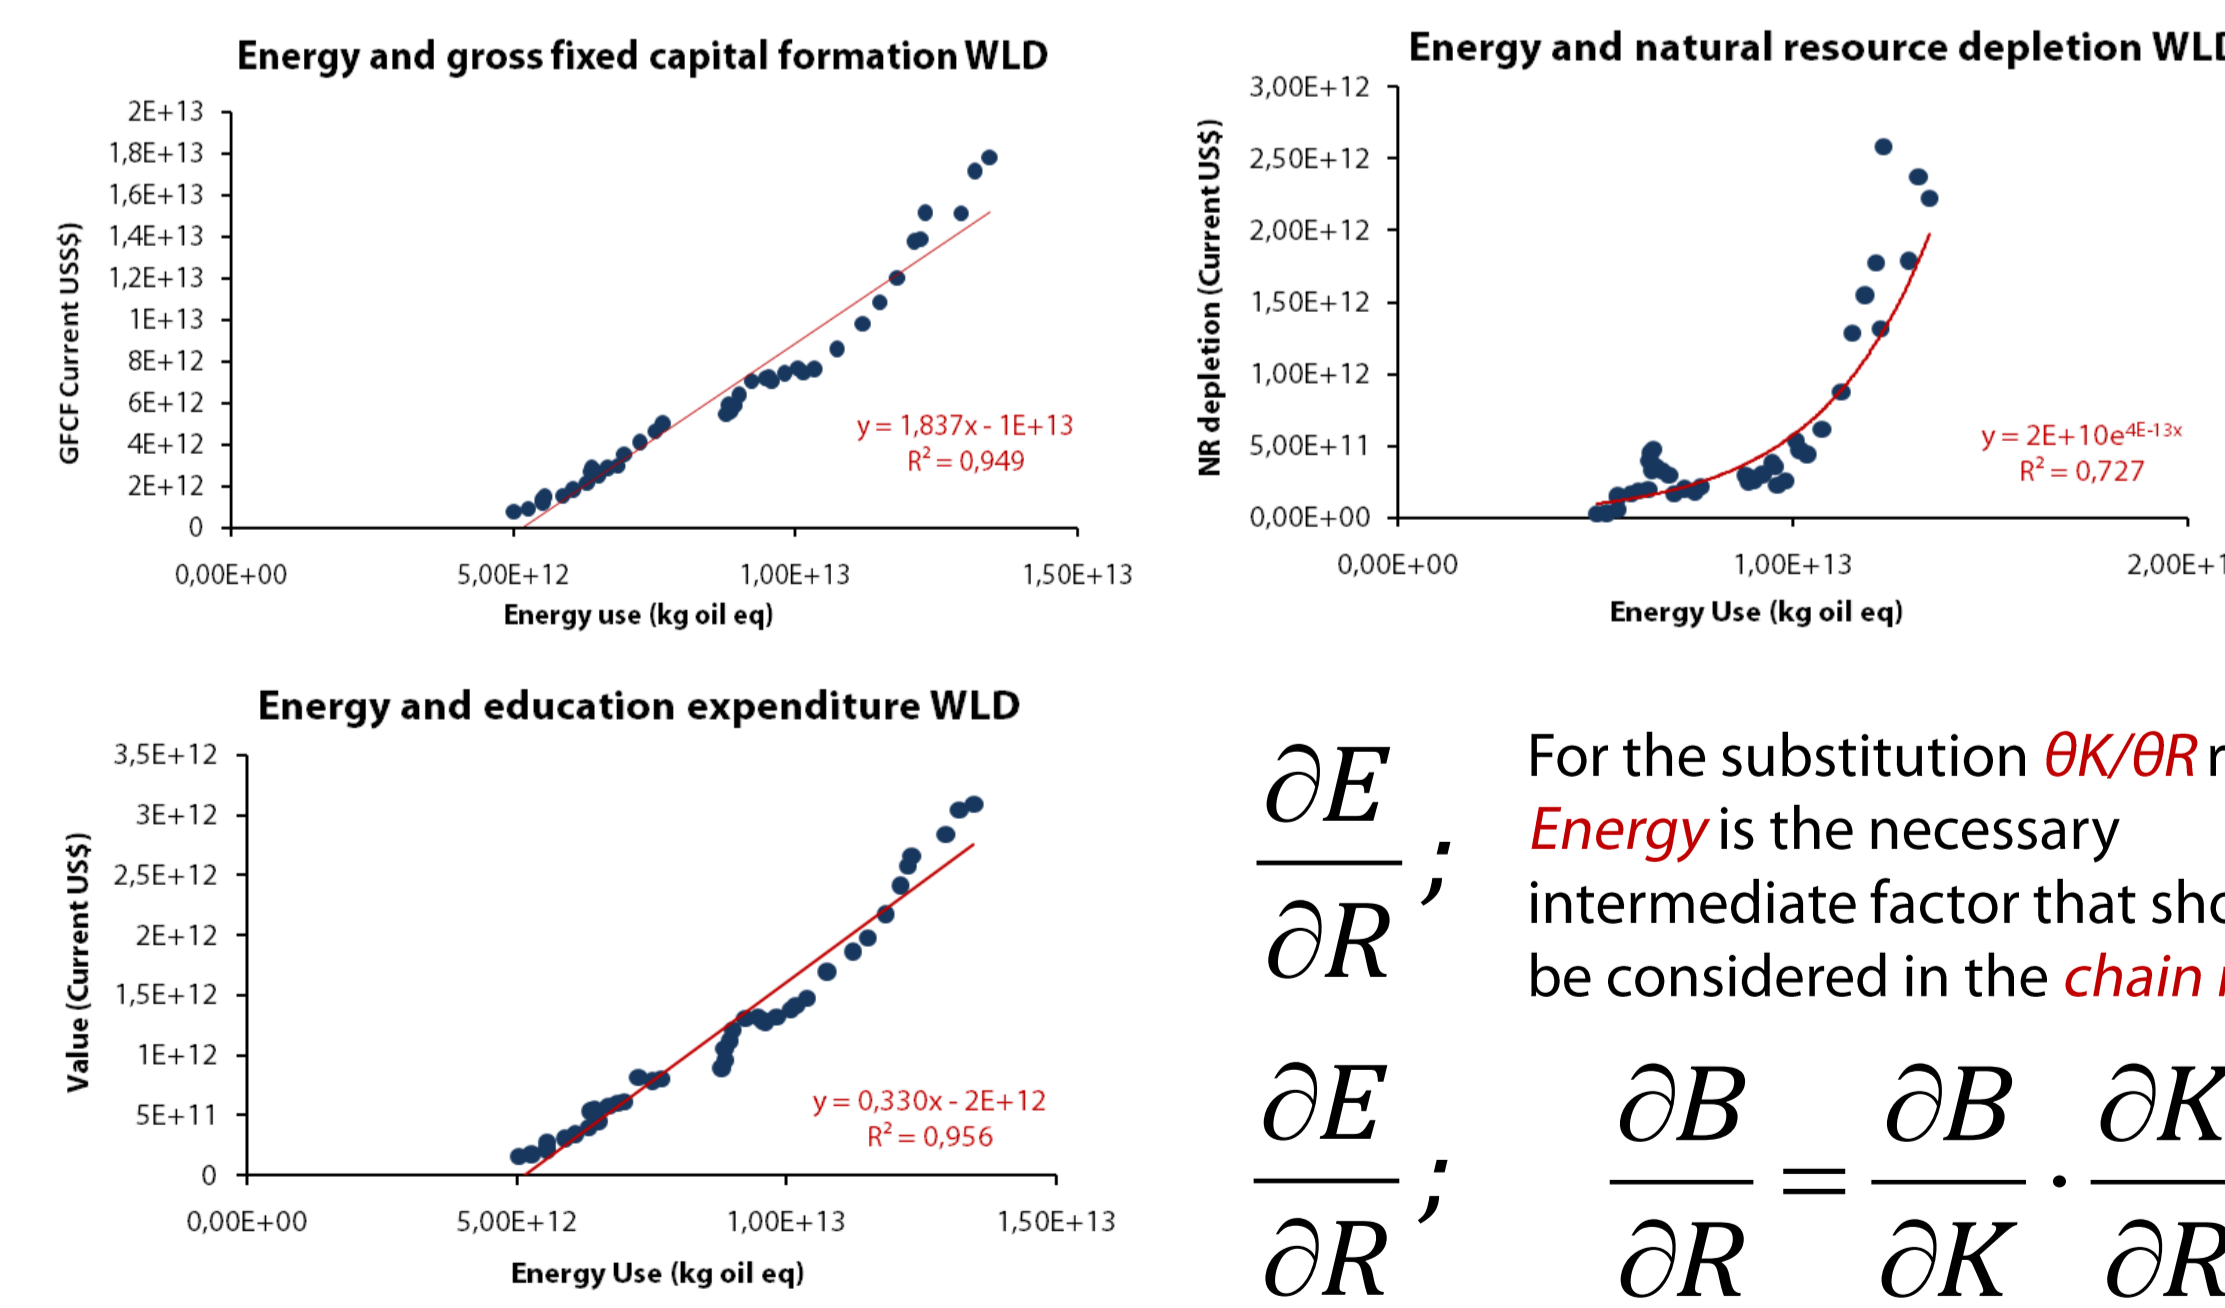 Energy and gross fixed capital formation WLD
2E+13
1,8E+13
1,6E+13
1,4E+13
1,2E+13
1E+13
8E+12
6E+12
4E+12
2E+12
0
GFCF Current US$)
y = 1,837x - 1E+13
R² = 0,949
0,00E+00 5,00E+12 1,00E+13 1,50E+13
Energy use (kg oil eq)
Energy and natural resource depletion WLD
3,00E+12
2,50E+12
2,00E+12
1,50E+12
1,00E+12
5,00E+11
0,00E+00
NR depletion (Current US$)
y = 2E+10e^4E-13x
R² = 0,727
0,00E+00 1,00E+13 2,00E+1
Energy Use (kg oil eq)
Energy and education expenditure WLD
3,5E+12
3E+12
2,5E+12
2E+12
1,5E+12
1E+12
5E+11
0
Value (Current US$)
y = 0,330x - 2E+12
R² = 0,956
0,00E+00 5,00E+12 1,00E+13 1,50E+13
Energy Use (kg oil eq)
∂E/∂R ;
For the substitution θK/θR
Energy is the necessary
intermediate factor that
be considered in the chain
∂E/∂R ; ∂B/∂R = ∂B/∂K · ∂K/∂R